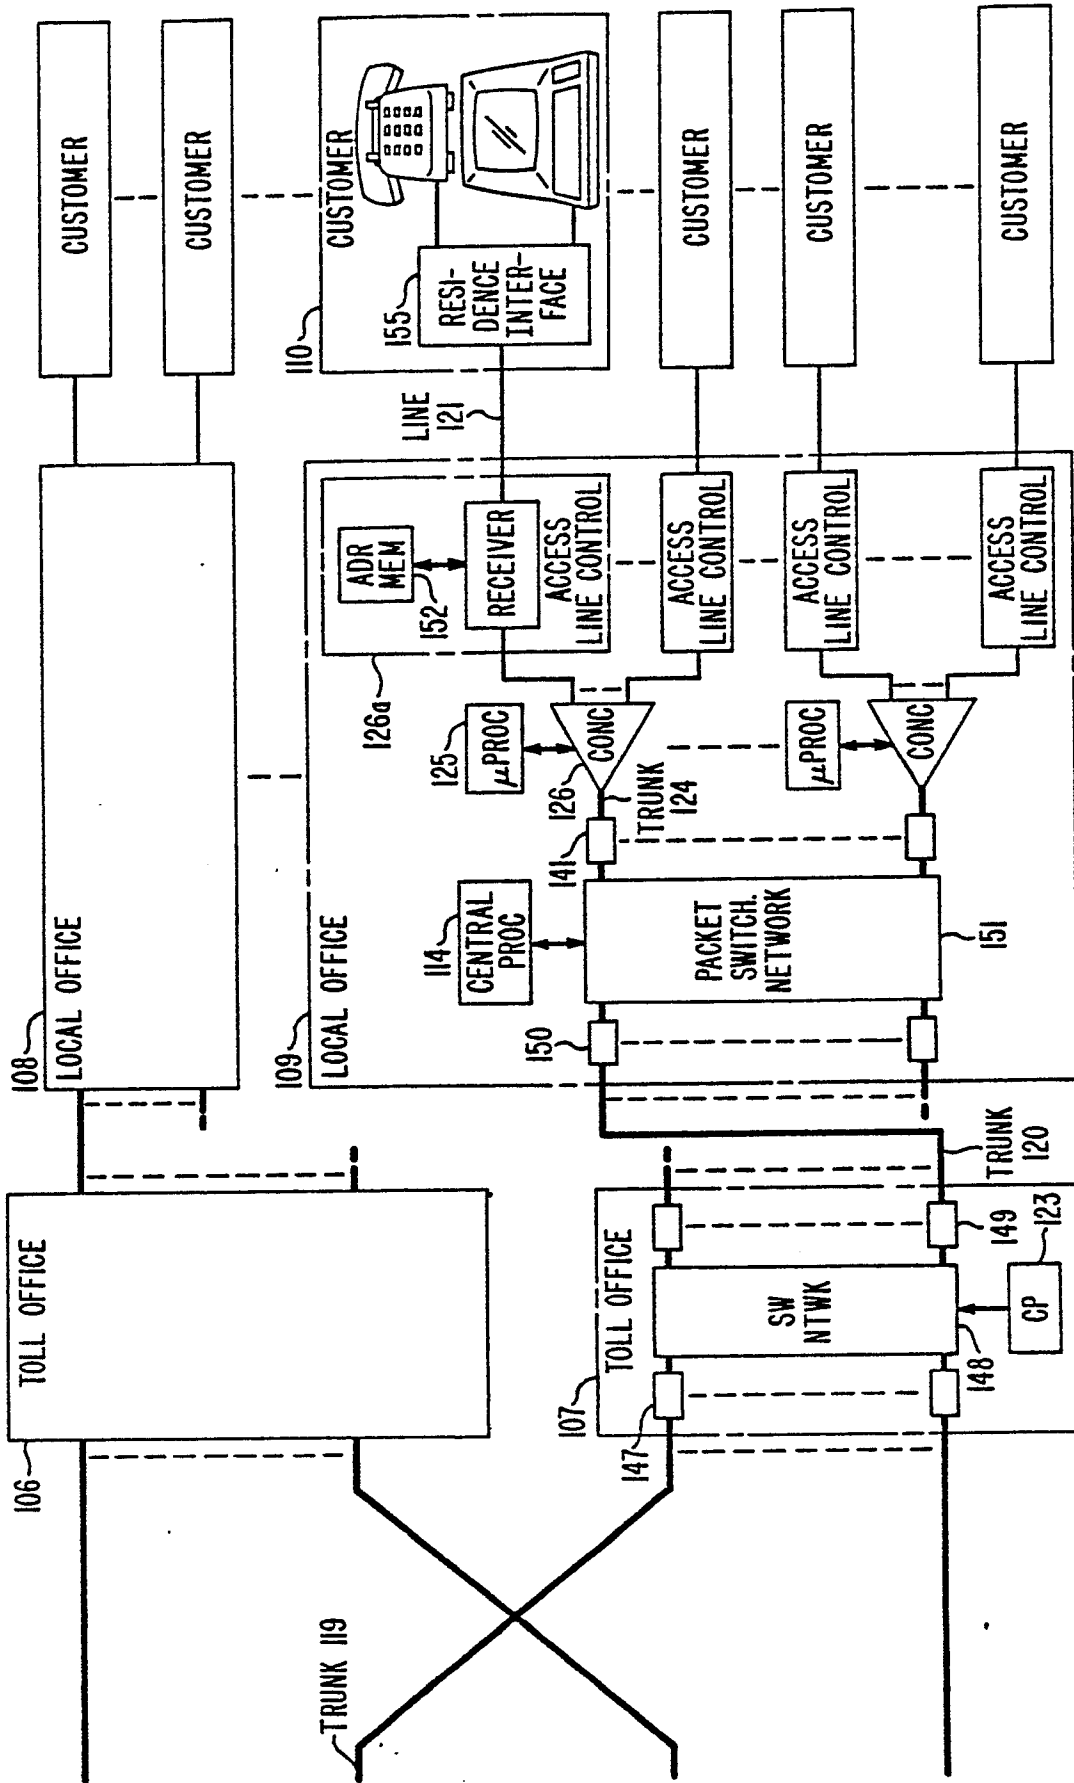 106
TOLL OFFICE
108
LOCAL OFFICE
CUSTOMER
CUSTOMER
TRUNK 119
107
TOLL OFFICE
147
SW
NTWK
148
149
CP
123
TRUNK
120
109
LOCAL OFFICE
150
114
CENTRAL
PROC
PACKET
SWITCH.
NETWORK
151
141
TRUNK
124
125
μPROC
126
CONC
μPROC
CONC
126a
ADR
MEM
152
RECEIVER
ACCESS
LINE CONTROL
ACCESS
LINE CONTROL
ACCESS
LINE CONTROL
ACCESS
LINE CONTROL
LINE
121
110
CUSTOMER
155
RESI-
DENCE
INTER-
FACE
CUSTOMER
CUSTOMER
CUSTOMER